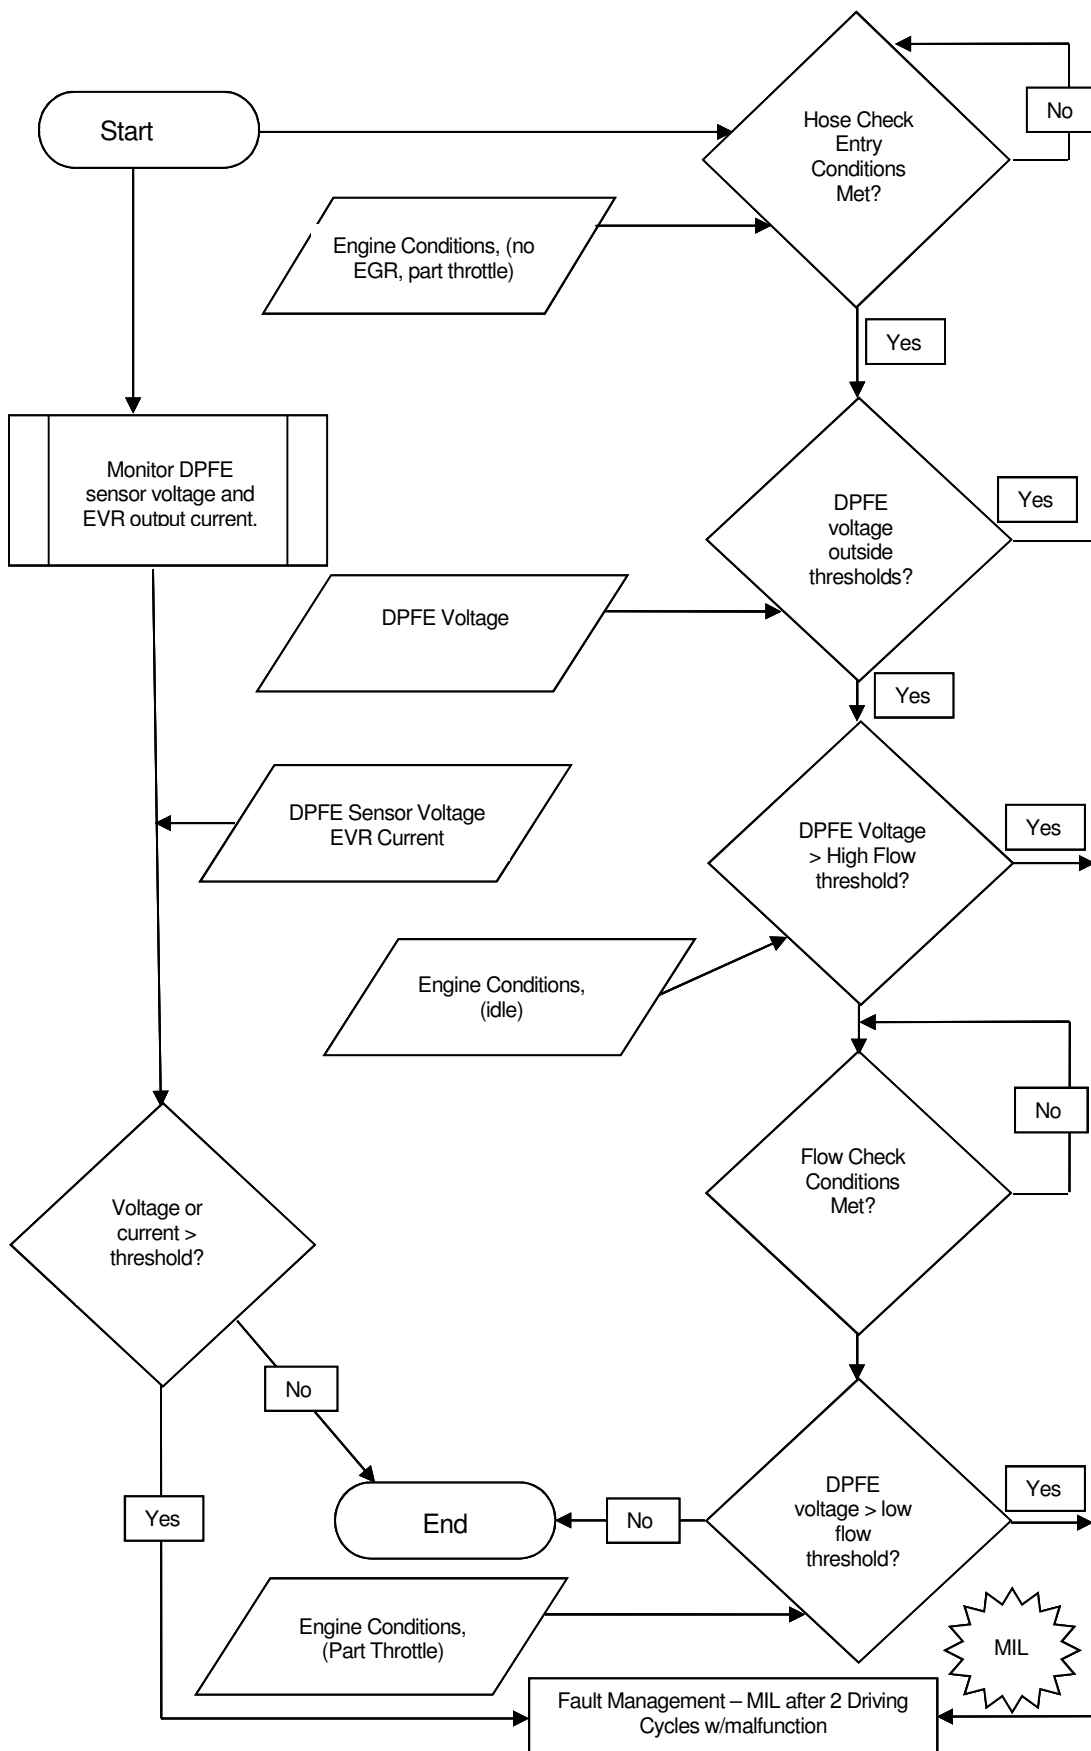 Start
Hose Check
Entry
Conditions
Met?
No
Engine Conditions, (no
EGR, part throttle)
Yes
Monitor DPFE
sensor voltage and
EVR output current.
DPFE
voltage
outside
thresholds?
Yes
DPFE Voltage
Yes
DPFE Sensor Voltage
EVR Current
DPFE Voltage
> High Flow
threshold?
Yes
Engine Conditions,
(idle)
No
Flow Check
Conditions
Met?
Voltage or
current >
threshold?
No
DPFE
voltage > low
flow
threshold?
Yes
Yes
End
No
Engine Conditions,
(Part Throttle)
MIL
Fault Management – MIL after 2 Driving
Cycles w/malfunction